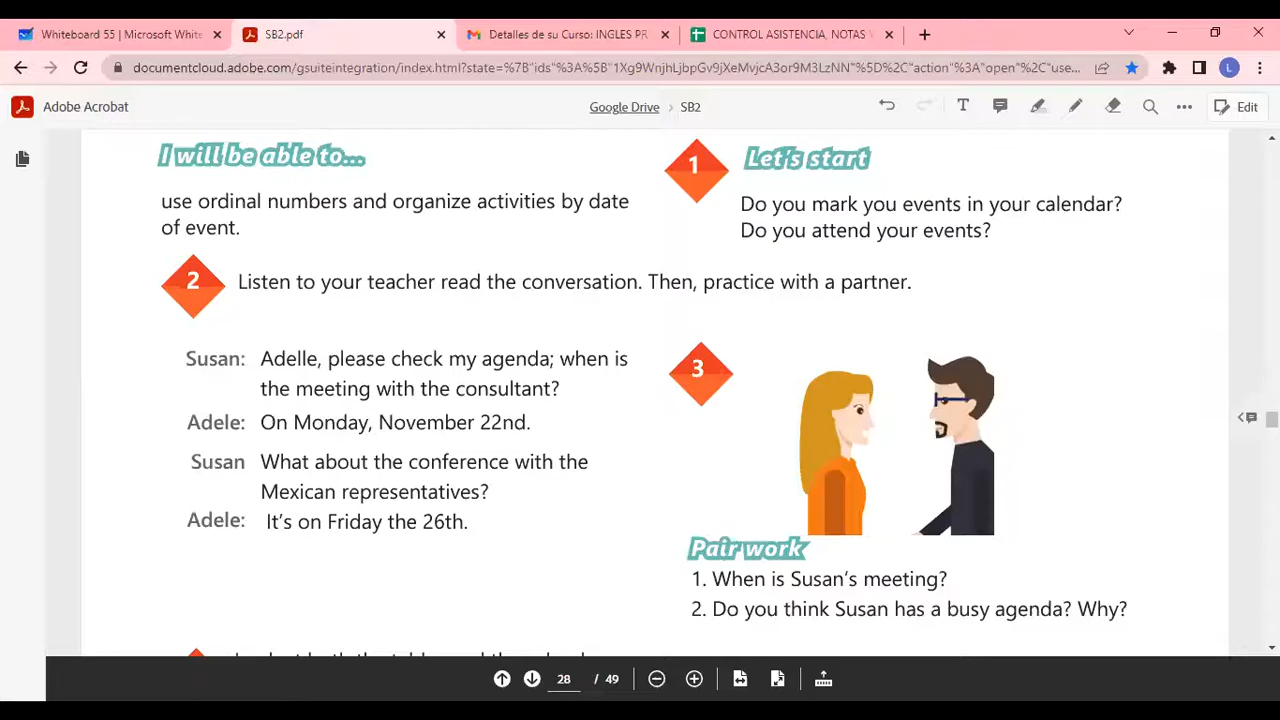 Whiteboard 55 | Microsoft White
SB2.pdf
Detalles de su Curso: INGLES PR
CONTROL ASISTENCIA, NOTAS
documentcloud.adobe.com/gsuiteintegration/index.html?state=%7B"ids"%3A%5B"1Xg9WnjhLjbpGv9jXeMvjcA3or9M3LzNN"%5D%2C"action"%3A"open"%2C"use...
L
Adobe Acrobat
Google Drive > SB2
T
Edit
I will be able to...
use ordinal numbers and organize activities by date
of event.
1
Let's start
Do you mark you events in your calendar?
Do you attend your events?
2
Listen to your teacher read the conversation. Then, practice with a partner.
Susan: Adelle, please check my agenda; when is
the meeting with the consultant?
Adele: On Monday, November 22nd.
Susan What about the conference with the
Mexican representatives?
Adele: It's on Friday the 26th.
3
Pair work
1. When is Susan's meeting?
2. Do you think Susan has a busy agenda? Why?
28 / 49